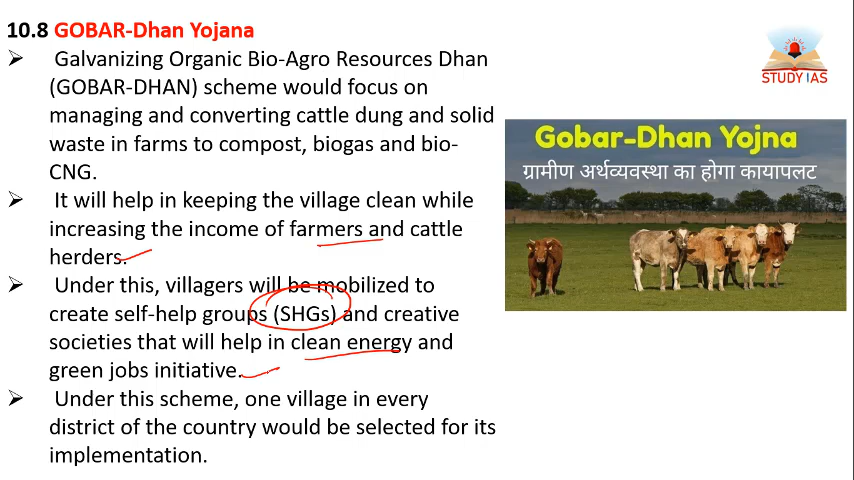 10.8 GOBAR-Dhan Yojana
➢ Galvanizing Organic Bio-Agro Resources Dhan
(GOBAR-DHAN) scheme would focus on
managing and converting cattle dung and solid
waste in farms to compost, biogas and bio-
CNG.
➢ It will help in keeping the village clean while
increasing the income of farmers and cattle
herders.
➢ Under this, villagers will be mobilized to
create self-help groups (SHGs) and creative
societies that will help in clean energy and
green jobs initiative.
➢ Under this scheme, one village in every
district of the country would be selected for its
implementation.
STUDY IAS
Gobar-Dhan Yojna
ग्रामीण अर्थव्यवस्था का होगा कायापलट